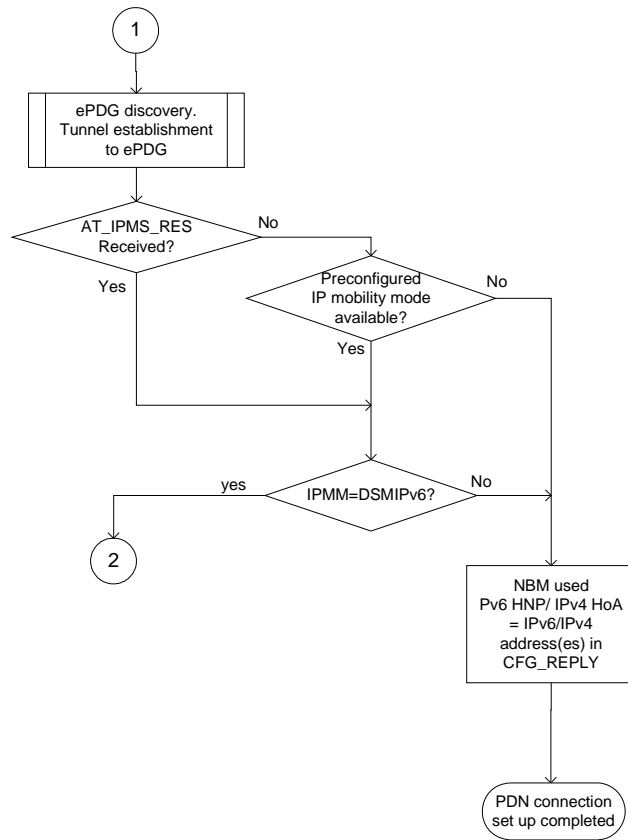 1
ePDG discovery.
Tunnel establishment
to ePDG
AT_IPMS_RES
Received?
No
Yes
Preconfigured
IP mobility mode
available?
No
Yes
IPMM=DSMIPv6?
yes
No
2
NBM used
Pv6 HNP/ IPv4 HoA
= IPv6/IPv4
address(es) in
CFG_REPLY
PDN connection
set up completed